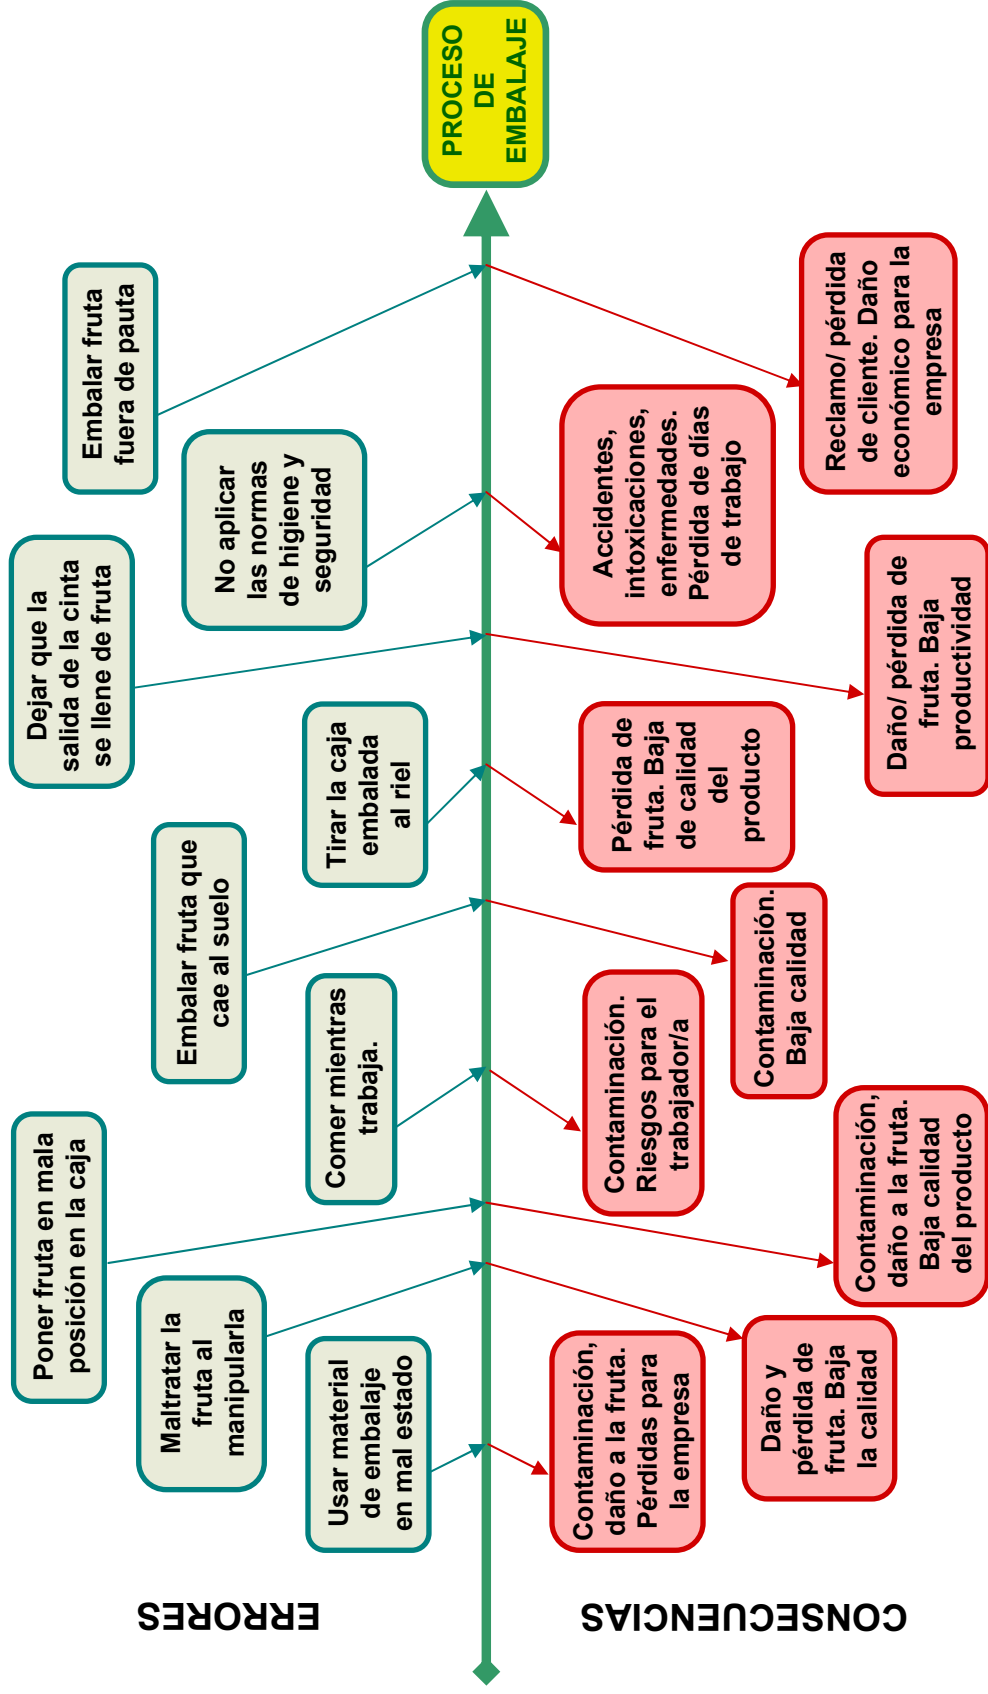 ERRORES
Usar material
de embalaje
en mal estado
Maltratar la
fruta al
manipularla
Poner fruta en mala
posición en la caja
Comer mientras
trabaja.
Embalar fruta que
cae al suelo
Tirar la caja
embalada
al riel
Dejar que la
salida de la cinta
se llene de fruta
No aplicar
las normas
de higiene y
seguridad
Embalar fruta
fuera de pauta
PROCESO
DE
EMBALAJE
CONSECUENCIAS
Contaminación,
daño a la fruta.
Pérdidas para
la empresa
Daño y
pérdida de
fruta. Baja
la calidad
Contaminación,
daño a la fruta.
Baja calidad
del producto
Contaminación.
Riesgos para el
trabajador/a
Contaminación.
Baja calidad
Pérdida de
fruta. Baja
de calidad
del
producto
Daño/ pérdida de
fruta. Baja
productividad
Accidentes,
intoxicaciones,
enfermedades.
Pérdida de días
de trabajo
Reclamo/ pérdida
de cliente. Daño
económico para la
empresa